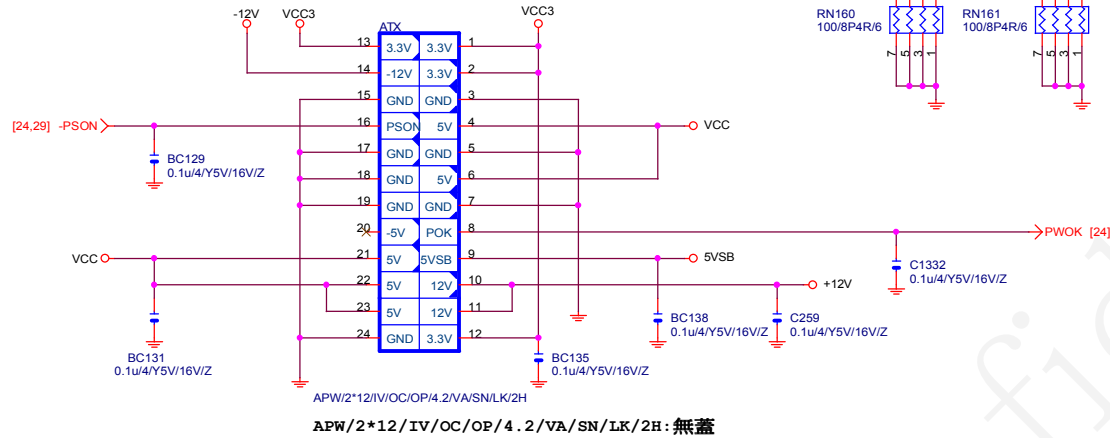 -12V
VCC3
VCC3
RN160
100/8P4R/6
RN161
100/8P4R/6
7 5 3 1
7 5 3 1
ATX
13 3.3V 3.3V 1
14 -12V 3.3V 2
15 GND GND 3
[24,29] -PSON 16 PSON 5V 4 VCC
17 GND GND 5
BC129
0.1u/4/Y5V/16V/Z
18 GND 5V 6
19 GND GND 7
20 -5V POK 8 PWOK [24]
VCC 21 5V 5VSB 9 5VSB
C1332
0.1u/4/Y5V/16V/Z
22 5V 12V 10 +12V
23 5V 12V 11
BC138
0.1u/4/Y5V/16V/Z
C259
0.1u/4/Y5V/16V/Z
24 GND 3.3V 12
BC131
0.1u/4/Y5V/16V/Z
BC135
0.1u/4/Y5V/16V/Z
APW/2*12/IV/OC/OP/4.2/VA/SN/LK/2H
APW/2*12/IV/OC/OP/4.2/VA/SN/LK/2H:無蓋